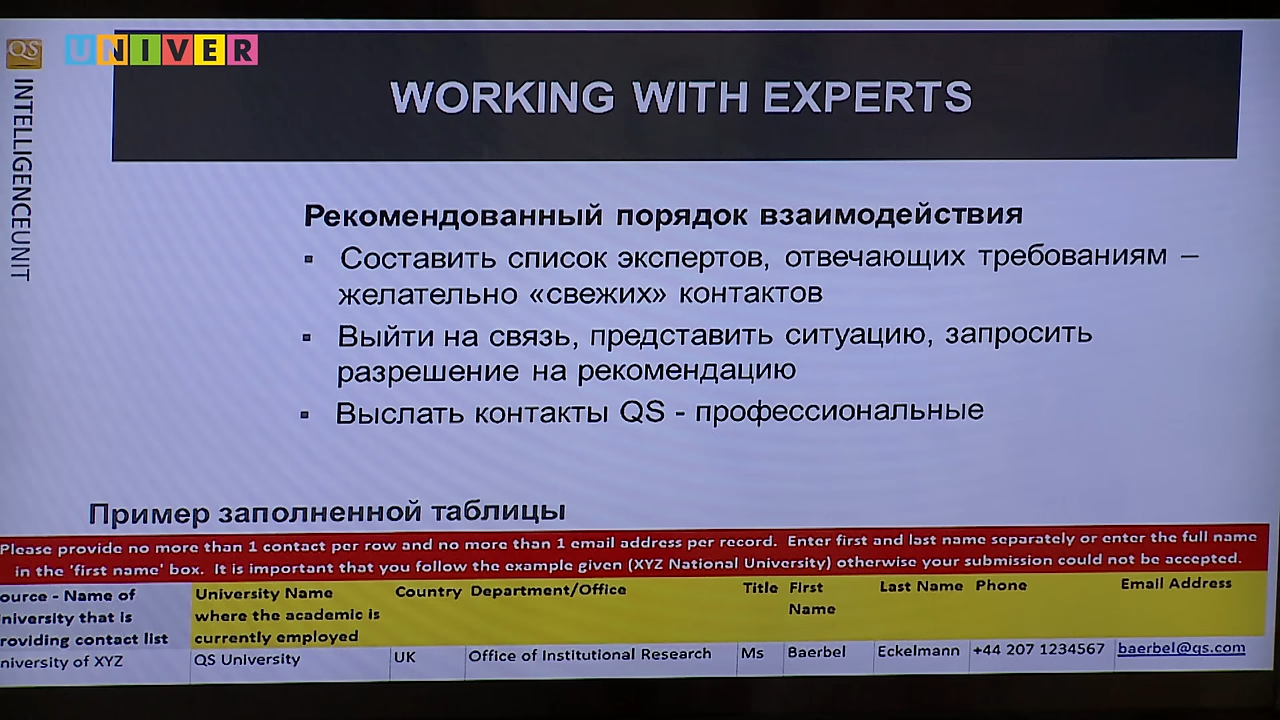 QS
UNIVER
INTELLIGENCEUNIT
WORKING WITH EXPERTS
Рекомендованный порядок взаимодействия
▪ Составить список экспертов, отвечающих требованиям –
желательно «свежих» контактов
▪ Выйти на связь, представить ситуацию, запросить
разрешение на рекомендацию
▪ Выслать контакты QS - профессиональные
Пример заполненной таблицы
Please provide no more than 1 contact per row and no more than 1 email address per record. Enter first and last name separately or enter the full name
in the 'first name' box. It is important that you follow the example given (XYZ National University) otherwise your submission could not be accepted.
ource - Name of
niversity that is
roviding contact list
University Name
where the academic is
currently employed
Country
Department/Office
Title
First
Name
Last Name
Phone
Email Address
niversity of XYZ
QS University
UK
Office of Institutional Research
Ms
Baerbel
Eckelmann
+44 207 1234567
baerbel@qs.com